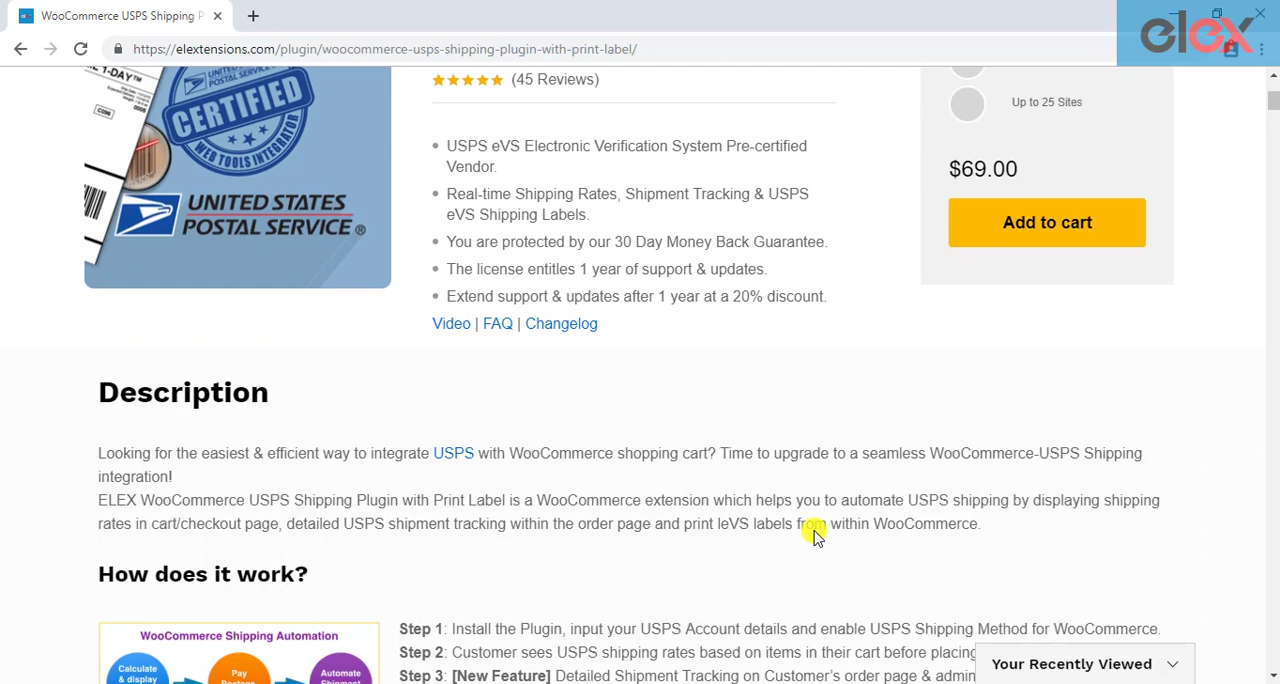 WooCommerce USPS Shipping P
elex
https://elextensions.com/plugin/woocommerce-usps-shipping-plugin-with-print-label/
1-DAY™
CERTIFIED
WEB TOOLS INTEGRATOR
UNITED STATES
POSTAL SERVICE®
(45 Reviews)
• USPS eVS Electronic Verification System Pre-certified
Vendor.
• Real-time Shipping Rates, Shipment Tracking & USPS
eVS Shipping Labels.
• You are protected by our 30 Day Money Back Guarantee.
• The license entitles 1 year of support & updates.
• Extend support & updates after 1 year at a 20% discount.
Video | FAQ | Changelog
Up to 25 Sites
$69.00
Add to cart
Description
Looking for the easiest & efficient way to integrate USPS with WooCommerce shopping cart? Time to upgrade to a seamless WooCommerce-USPS Shipping
integration!
ELEX WooCommerce USPS Shipping Plugin with Print Label is a WooCommerce extension which helps you to automate USPS shipping by displaying shipping
rates in cart/checkout page, detailed USPS shipment tracking within the order page and print leVS labels from within WooCommerce.
How does it work?
WooCommerce Shipping Automation
Calculate
& display
Pay
Postage
Automate
Shipment
Step 1: Install the Plugin, input your USPS Account details and enable USPS Shipping Method for WooCommerce.
Step 2: Customer sees USPS shipping rates based on items in their cart before placing
Step 3: [New Feature] Detailed Shipment Tracking on Customer's order page & admin
Your Recently Viewed